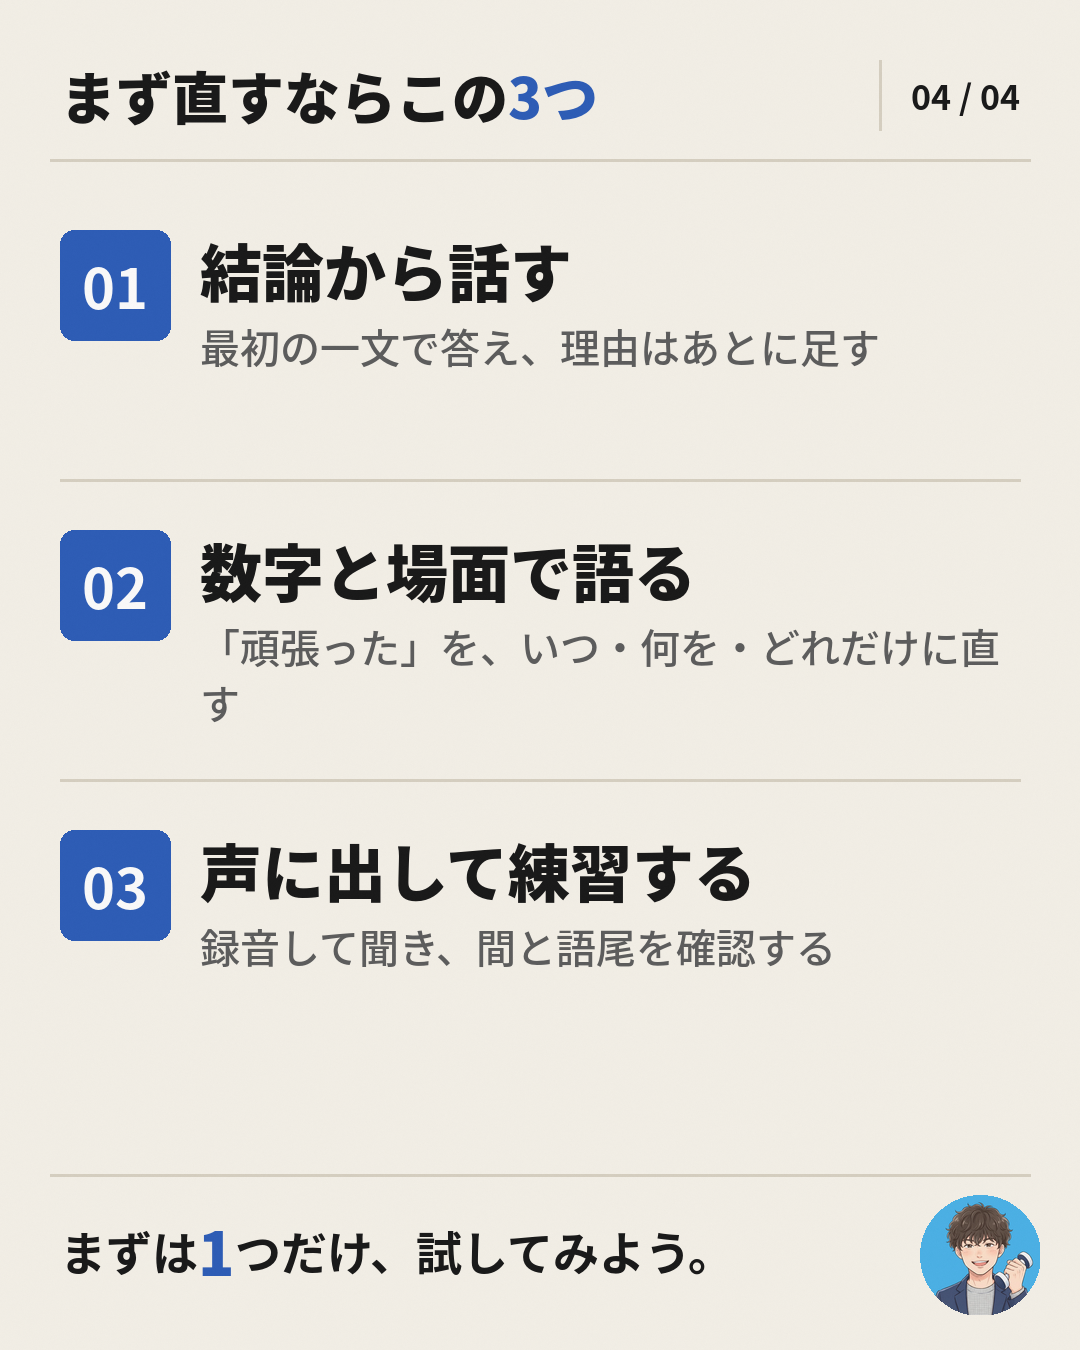 まず直すならこの3つ
04 / 04
01
結論から話す
最初の一文で答え、理由はあとに足す
02
数字と場面で語る
「頑張った」を、いつ・何を・どれだけに直
す
03
声に出して練習する
録音して聞き、間と語尾を確認する
まずは1つだけ、試してみよう。